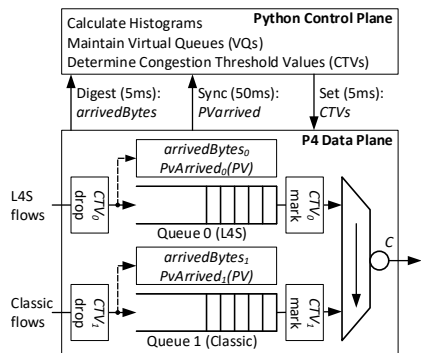 Python Control Plane
Calculate Histograms
Maintain Virtual Queues (VQs)
Determine Congestion Threshold Values (CTVs)
Digest (5ms):
arrivedBytes
Sync (50ms):
PVarrived
Set (5ms):
CTVs
P4 Data Plane
arrivedBytes0
PvArrived0(PV)
L4S
flows
CTV0
drop
CTV0
mark
Queue 0 (L4S)
C
arrivedBytes1
PvArrived1(PV)
Classic
flows
CTV1
drop
CTV1
mark
Queue 1 (Classic)